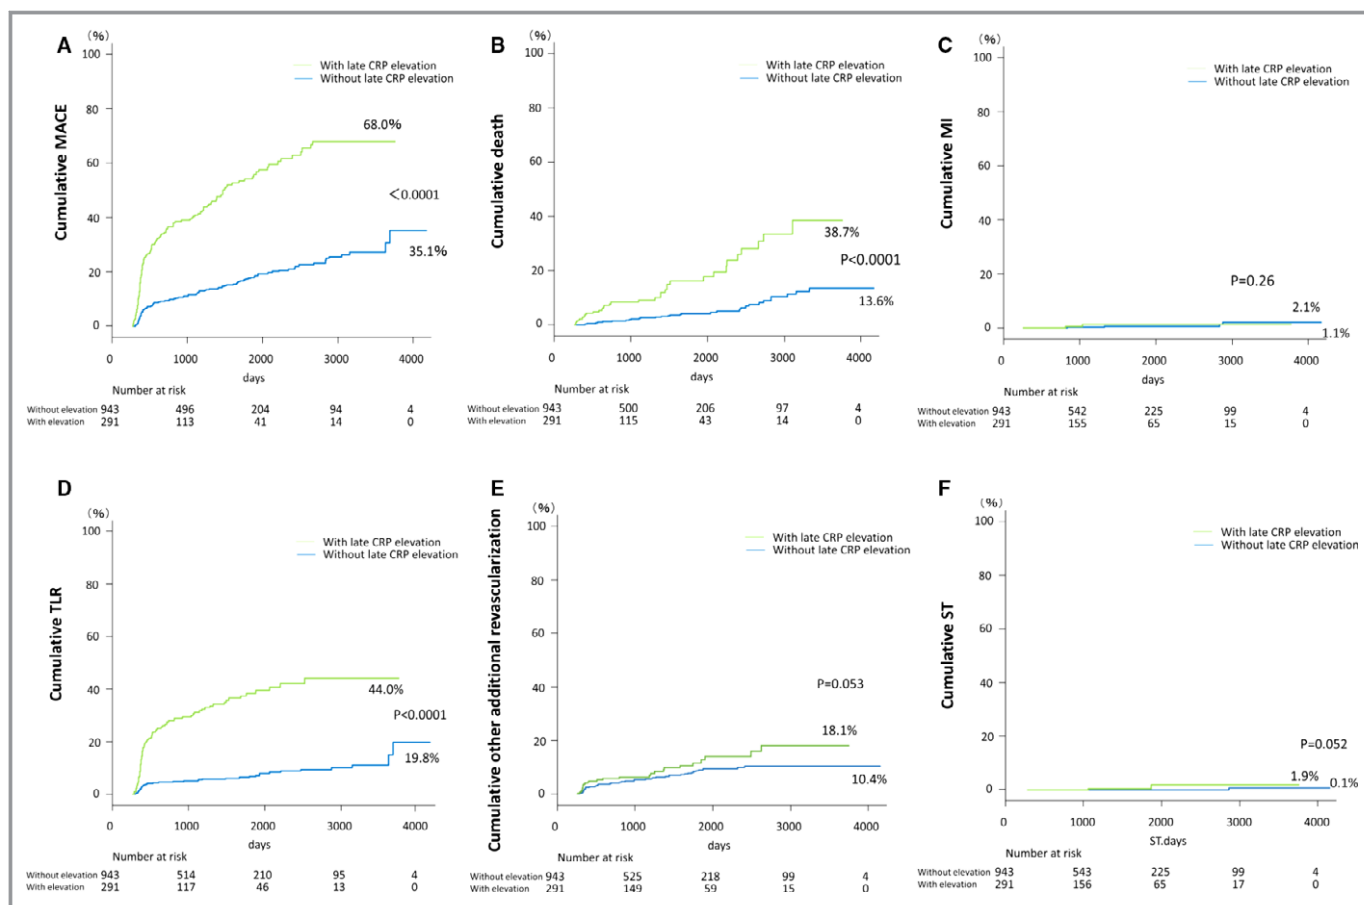 A
(%)
100
80
60
40
20
0
Cumulative MACE
With late CRP elevation
Without late CRP elevation
68.0%
<0.0001
35.1%
0 1000 2000 3000 4000
days
Number at risk
Without elevation 943 496 204 94 4
With elevation 291 113 41 14 0
B
(%)
100
80
60
40
20
0
Cumulative death
With late CRP elevation
Without late CRP elevation
38.7%
P<0.0001
13.6%
0 1000 2000 3000 4000
days
Number at risk
Without elevation 943 500 206 97 4
With elevation 291 115 43 14 0
C
(%)
100
80
60
40
20
0
Cumulative MI
With late CRP elevation
Without late CRP elevation
P=0.26
2.1%
1.1%
0 1000 2000 3000 4000
days
Number at risk
Without elevation 943 542 225 99 4
With elevation 291 155 65 15 0
D
(%)
100
80
60
40
20
0
Cumulative TLR
With late CRP elevation
Without late CRP elevation
44.0%
P<0.0001
19.8%
0 1000 2000 3000 4000
days
Number at risk
Without elevation 943 514 210 95 4
With elevation 291 117 46 13 0
E
(%)
100
80
60
40
20
0
Cumulative other additional revascularization
With late CRP elevation
Without late CRP elevation
P=0.053
18.1%
10.4%
0 1000 2000 3000 4000
days
Number at risk
Without elevation 943 525 218 99 4
With elevation 291 149 59 15 0
F
(%)
100
80
60
40
20
0
Cumulative ST
With late CRP elevation
Without late CRP elevation
P=0.052
1.9%
0.1%
0 1000 2000 3000 4000
ST.days
Number at risk
Without elevation 943 543 225 99 4
With elevation 291 156 65 17 0